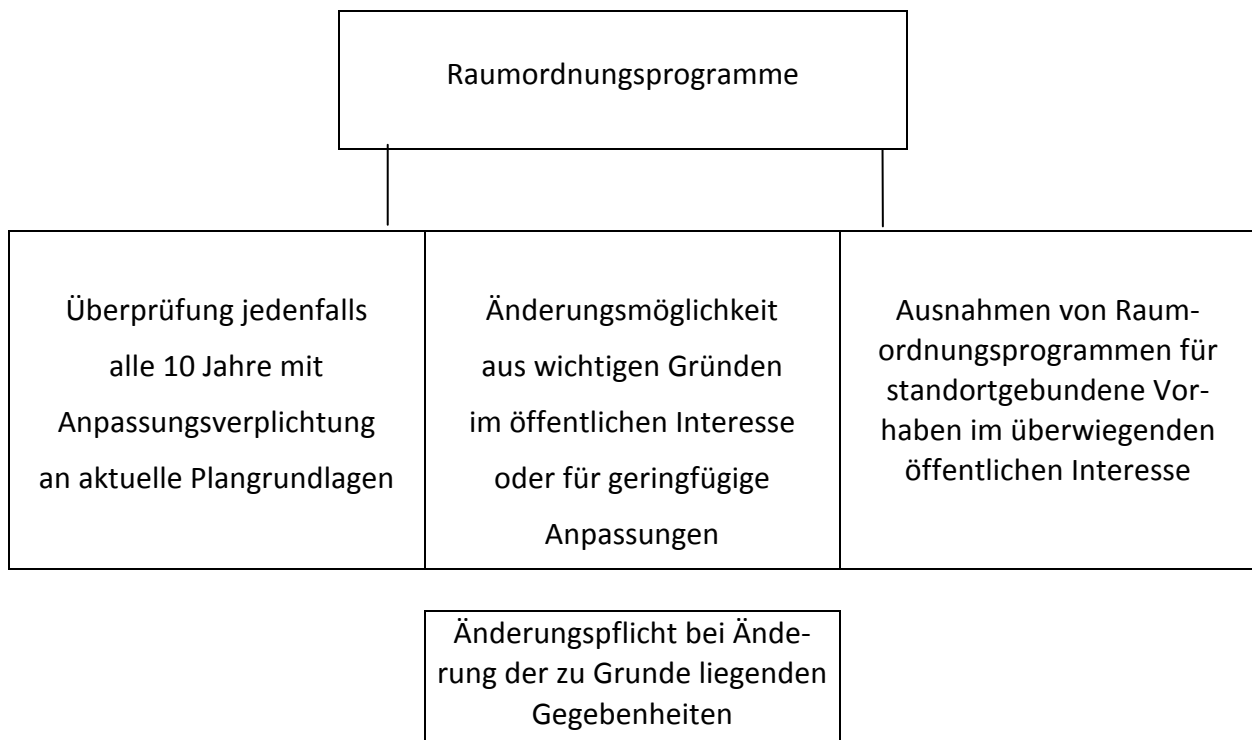 Raumordnungsprogramme
Überprüfung jedenfalls
alle 10 Jahre mit
Anpassungsverplichtung
an aktuelle Plangrundlagen
Änderungsmöglichkeit
aus wichtigen Gründen
im öffentlichen Interesse
oder für geringfügige
Anpassungen
Ausnahmen von Raum-
ordnungsprogrammen für
standortgebundene Vor-
haben im überwiegenden
öffentlichen Interesse
Änderungspflicht bei Ände-
rung der zu Grunde liegenden
Gegebenheiten